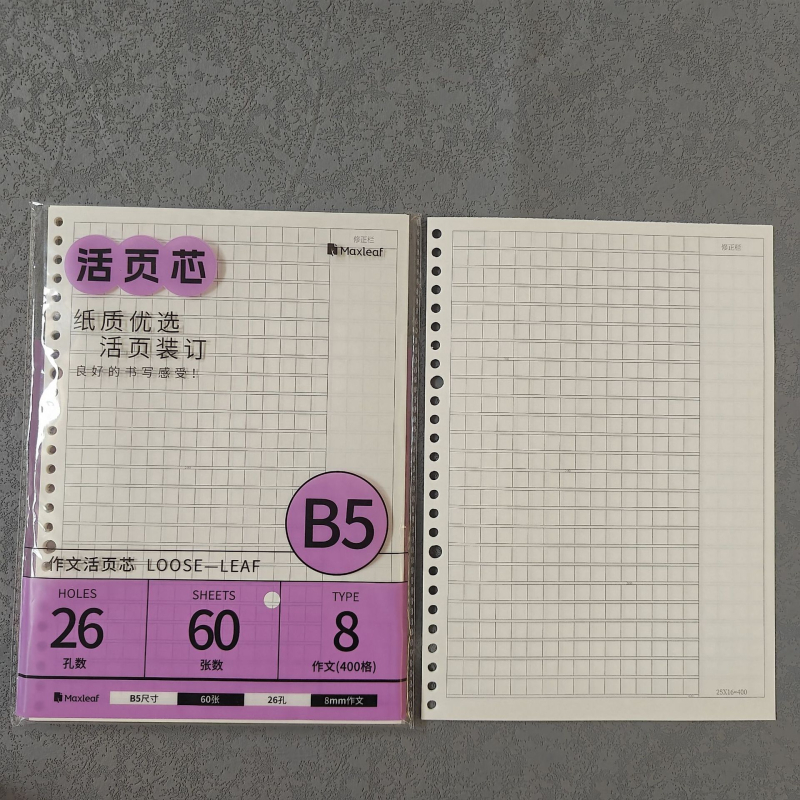 修正栏
Maxleaf
活页芯
纸质优选
活页装订
良好的书写感受!
B5
作文活页芯 LOOSE—LEAF
HOLES
26
孔数
SHEETS
60
张数
TYPE
8
作文(400格)
Maxleaf
B5尺寸
60张
26孔
8mm作文
修正栏
25X16=400